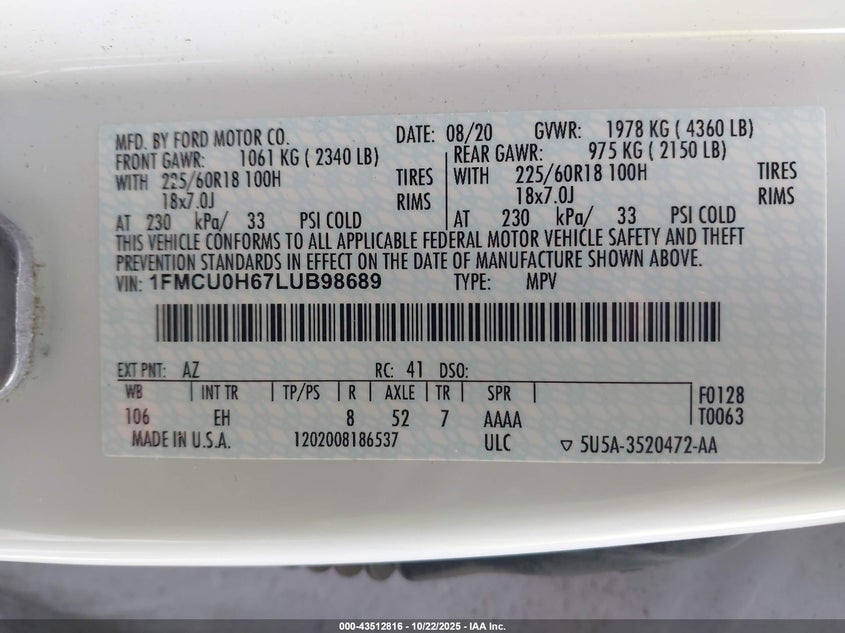 MFD. BY FORD MOTOR CO. DATE: 08/20 GVWR: 1978 KG ( 4360 LB)
FRONT GAWR: 1061 KG ( 2340 LB) REAR GAWR: 975 KG ( 2150 LB)
WITH 225/60R18 100H TIRES WITH 225/60R18 100H TIRES
18x7.0J RIMS 18x7.0J RIMS
AT 230 kPa/ 33 PSI COLD AT 230 kPa/ 33 PSI COLD
THIS VEHICLE CONFORMS TO ALL APPLICABLE FEDERAL MOTOR VEHICLE SAFETY AND THEFT
PREVENTION STANDARDS IN EFFECT ON THE DATE OF MANUFACTURE SHOWN ABOVE.
VIN: 1FMCU0H67LUB98689 TYPE: MPV
EXT PNT: AZ RC: 41 DSO:
WB | INT TR | TP/PS | R | AXLE | TR | SPR | F0128
106 EH 8 52 7 AAAA T0063
MADE IN U.S.A. 1202008186537 ULC ▽ 5U5A-3520472-AA
000-43512816 - 10/22/2025 - IAA Inc.